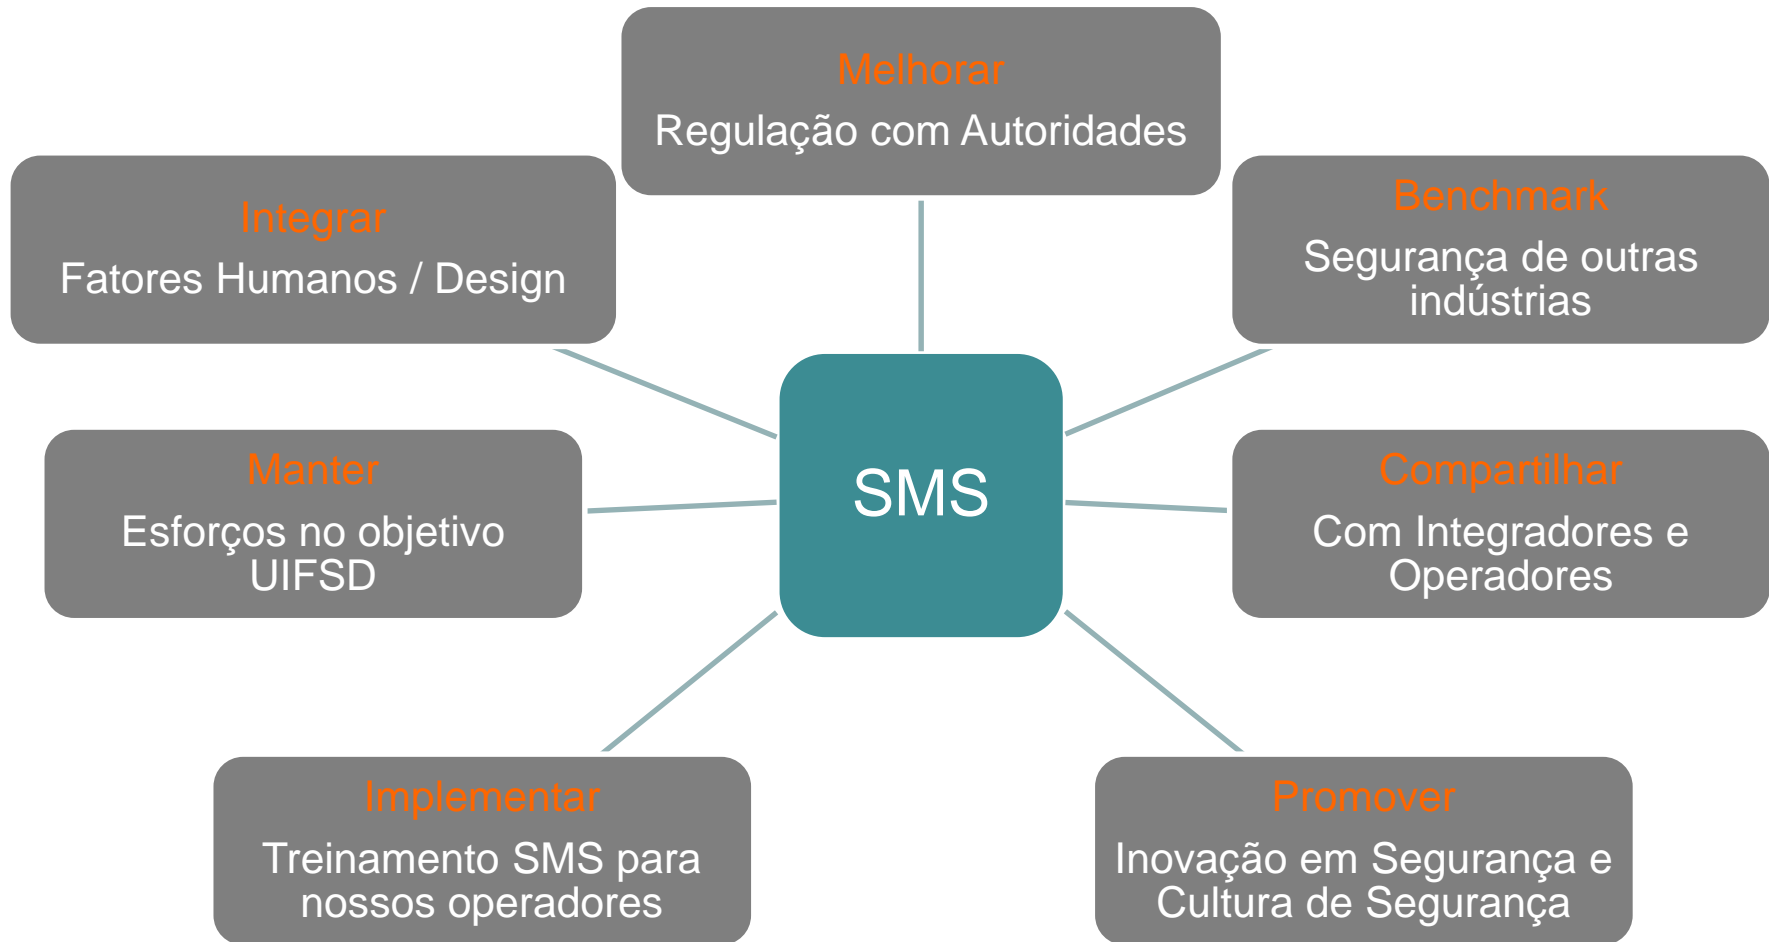 Melhorar
Regulação com Autoridades
Integrar
Fatores Humanos / Design
Benchmark
Segurança de outras
indústrias
Manter
Esforços no objetivo
UIFSD
SMS
Compartilhar
Com Integradores e
Operadores
Implementar
Treinamento SMS para
nossos operadores
Promover
Inovação em Segurança e
Cultura de Segurança